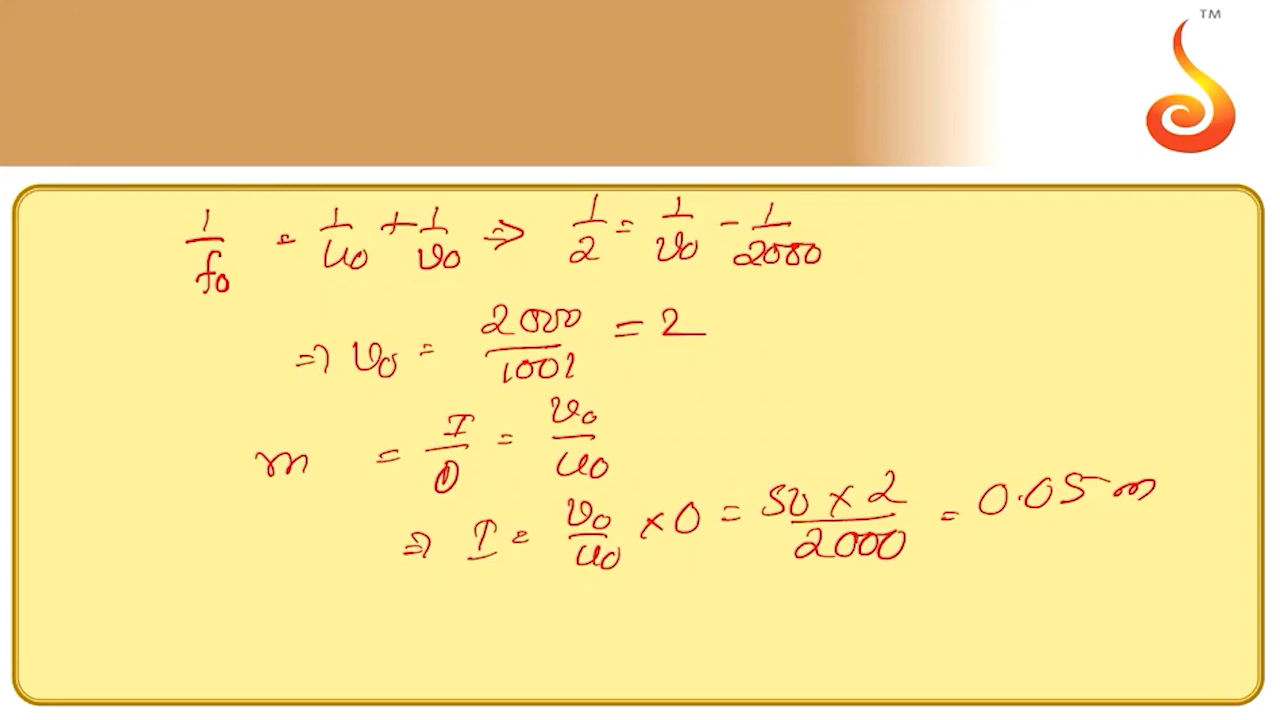 TM
1/f₀ = 1/u₀ + 1/v₀ ⇒ 1/2 = 1/v₀ - 1/2000
⇒ v₀ = 2000/1001 = 2
m = I/O = v₀/u₀
⇒ I = v₀/u₀ × O = 50 × 2/2000 = 0.05 m